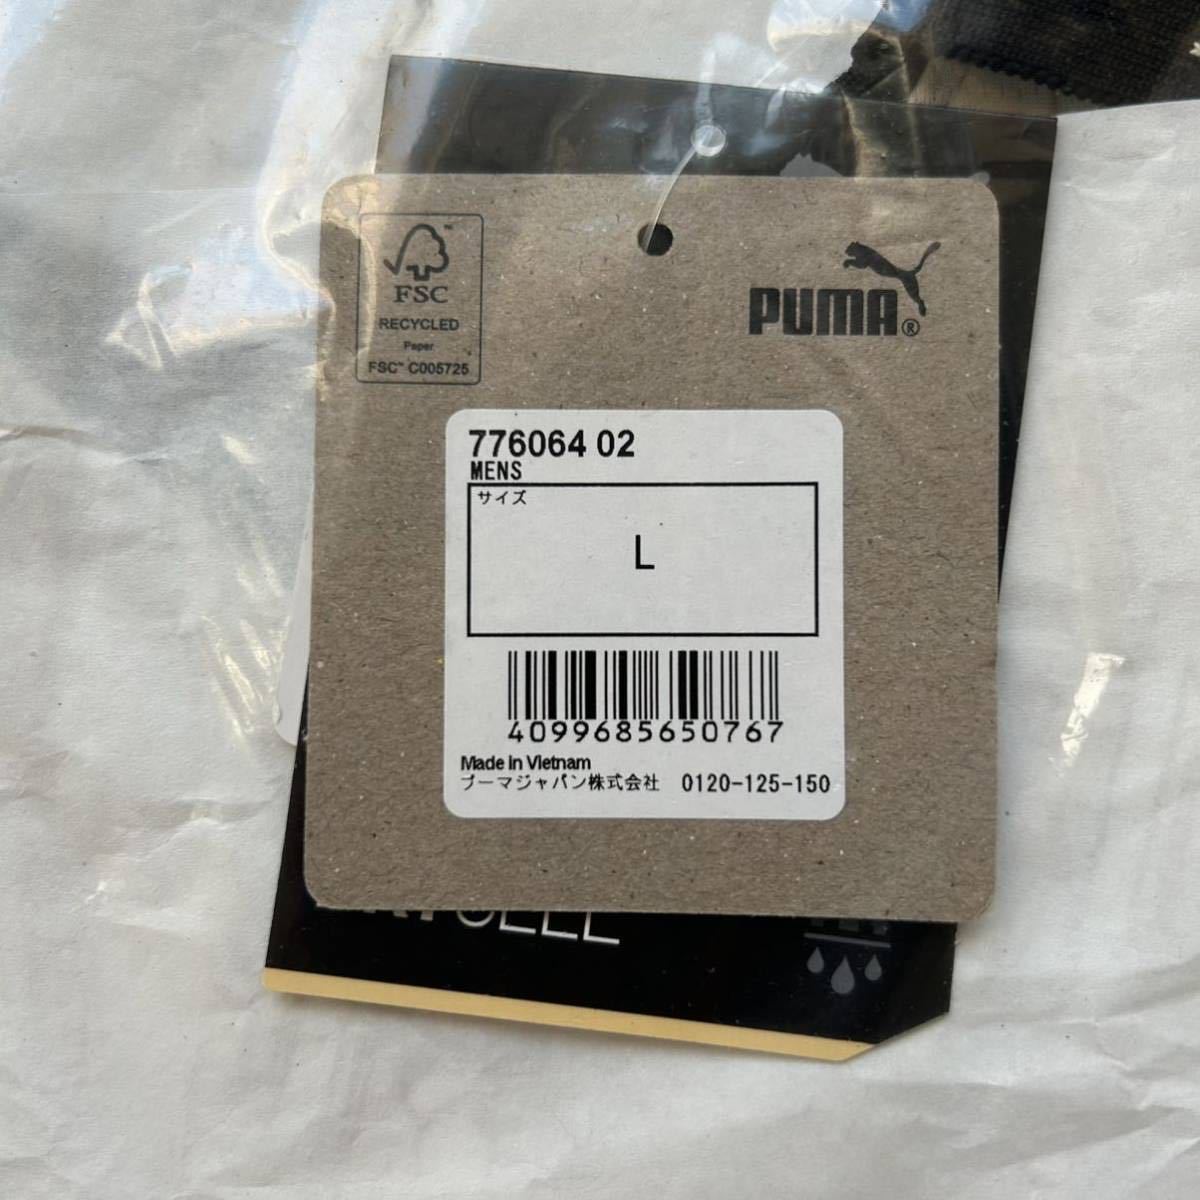 FSC™
RECYCLED
Paper
FSC™ C005725
PUMA®
776064 02
MENS
サイズ
L
4099685650767
Made in Vietnam
プーマジャパン株式会社 0120-125-150